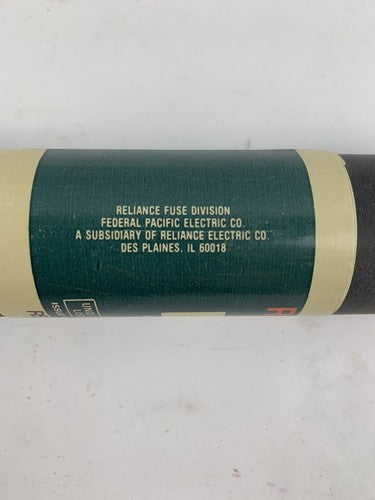 RELIANCE FUSE DIVISION
FEDERAL PACIFIC ELECTRIC CO.
A SUBSIDIARY OF RELIANCE ELECTRIC CO.
DES PLAINES, IL 60018